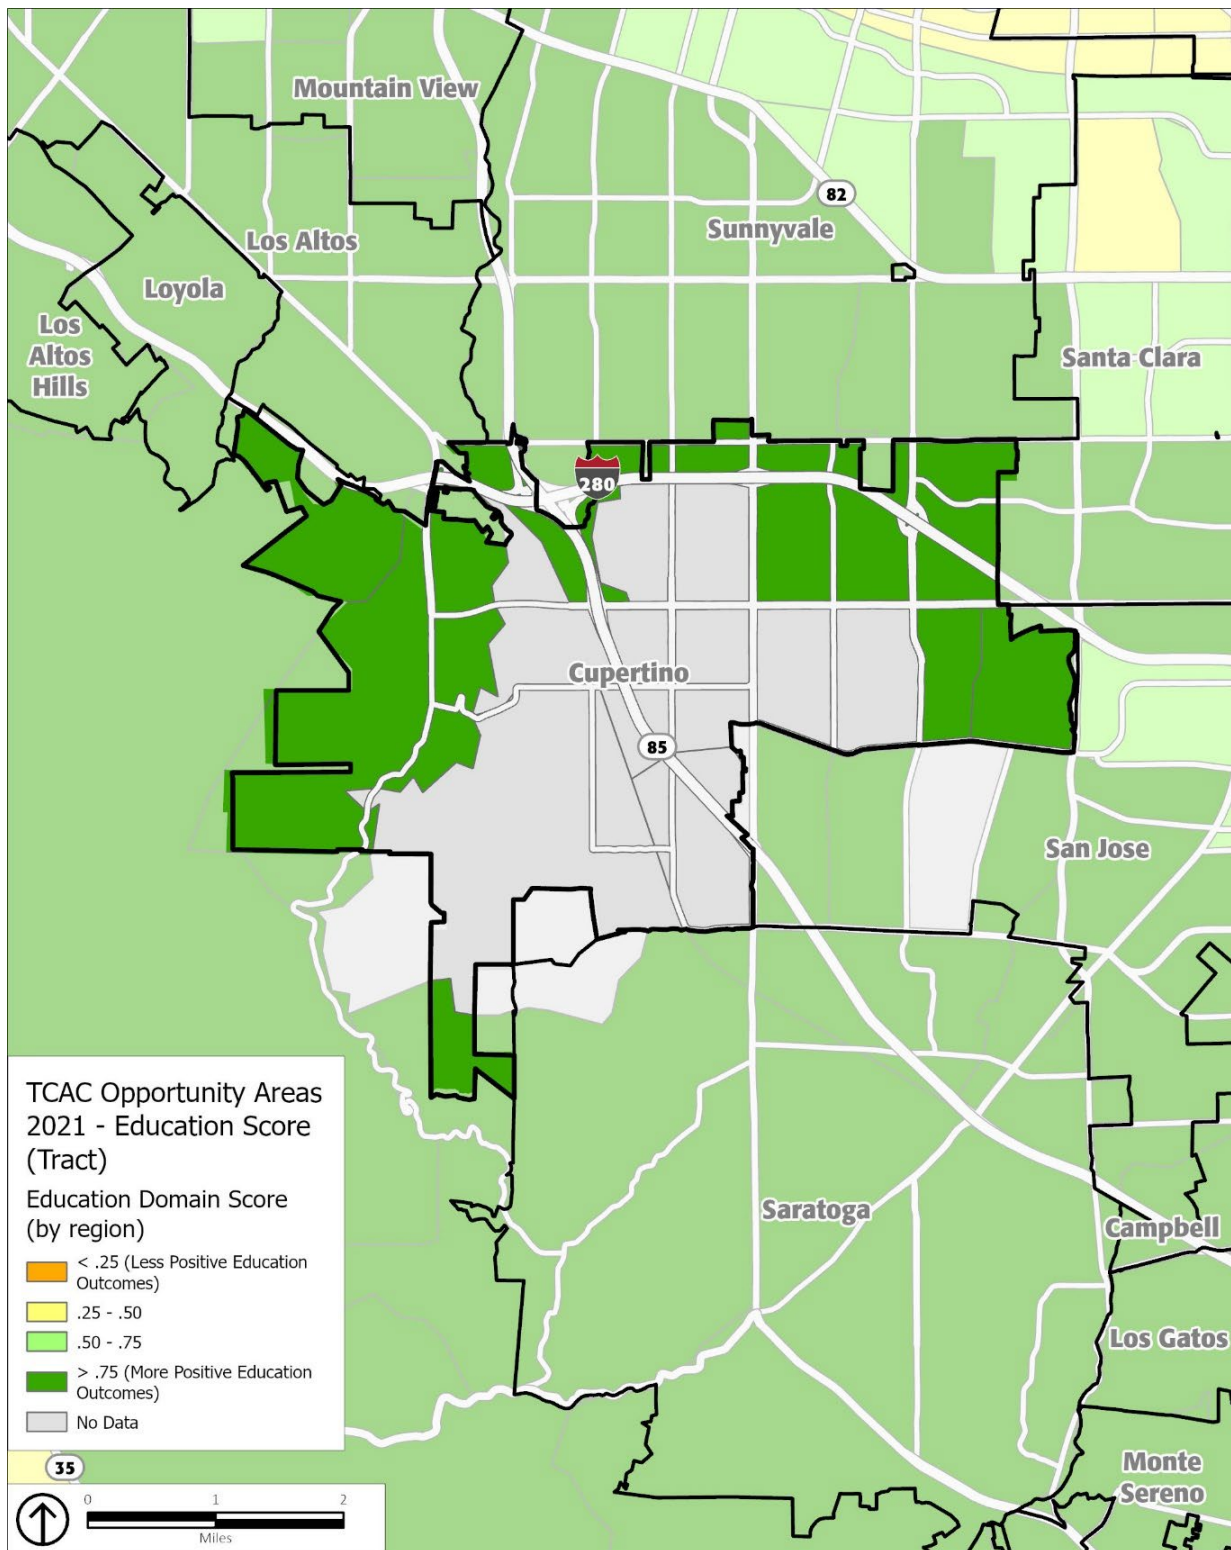 Mountain View
82
Sunnyvale
Los Altos
Loyola
Los
Altos
Hills
Santa Clara
280
Cupertino
85
San Jose
Saratoga
Campbell
Los Gatos
Monte
Sereno
TCAC Opportunity Areas
2021 - Education Score
(Tract)
Education Domain Score
(by region)
< .25 (Less Positive Education
Outcomes)
.25 - .50
.50 - .75
> .75 (More Positive Education
Outcomes)
No Data
35
0 1 2
Miles